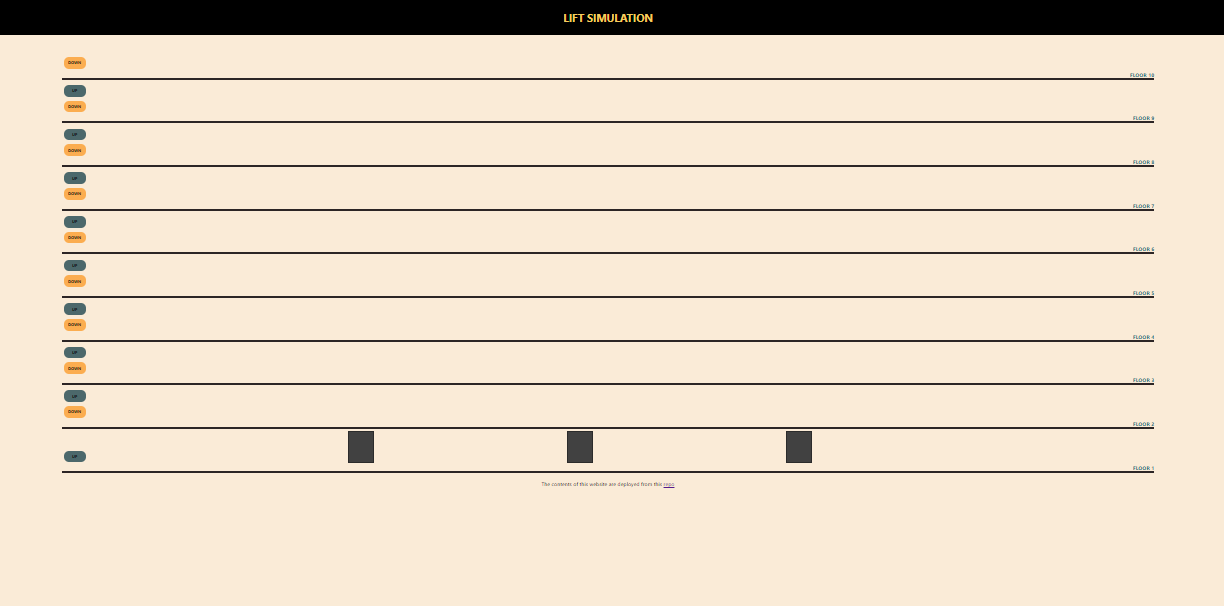 LIFT SIMULATION
DOWN
FLOOR 10
UP
DOWN
FLOOR 9
UP
DOWN
FLOOR 8
UP
DOWN
FLOOR 7
UP
DOWN
FLOOR 6
UP
DOWN
FLOOR 5
UP
DOWN
FLOOR 4
UP
DOWN
FLOOR 3
UP
DOWN
FLOOR 2
UP
FLOOR 1
The contents of this website are deployed from this repo